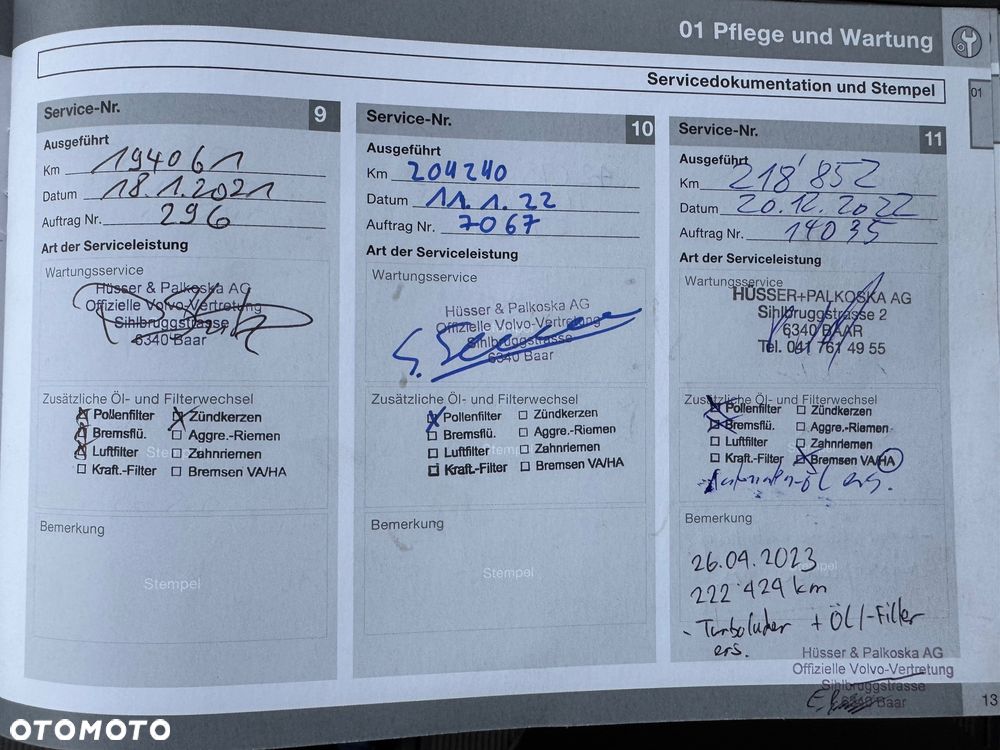 01 Pflege und Wartung
Servicedokumentation und Stempel
01
Service-Nr. 9
Ausgeführt
Km 194061
Datum 18.1.2021
Auftrag Nr. 296
Art der Serviceleistung
Wartungsservice
Hüsser & Palkoska AG
Offizielle Volvo-Vertretung
Sihlbruggstrasse
6340 Baar
Zusätzliche Öl- und Filterwechsel
Pollenfilter Zündkerzen
Bremsflü. Aggre.-Riemen
Luftfilter Zahnriemen
Kraft.-Filter Bremsen VA/HA
Bemerkung
Stempel
Service-Nr. 10
Ausgeführt
Km 204240
Datum 11.1.22
Auftrag Nr. 7067
Art der Serviceleistung
Wartungsservice
Hüsser & Palkoska AG
Offizielle Volvo-Vertretung
Sihlbruggstrasse
6340 Baar
Zusätzliche Öl- und Filterwechsel
Pollenfilter Zündkerzen
Bremsflü. Aggre.-Riemen
Luftfilter Zahnriemen
Kraft.-Filter Bremsen VA/HA
Bemerkung
Stempel
Service-Nr. 11
Ausgeführt
Km 218'852
Datum 20.12.2022
Auftrag Nr. 14035
Art der Serviceleistung
Wartungsservice
HÜSSER+PALKOSKA AG
Sihlbruggstrasse 2
6340 BAAR
Tel. 041 761 49 55
Zusätzliche Öl- und Filterwechsel
Pollenfilter Zündkerzen
Bremsflü. Aggre.-Riemen
Luftfilter Zahnriemen
Kraft.-Filter Bremsen VA/HA
ers.
Bemerkung
26.04.2023
222'424 km
- Turbolader + Öl/-Filter
ers.
Hüsser & Palkoska AG
Offizielle Volvo-Vertretung
Sihlbruggstrasse
6340 Baar
13
OTOMOTO